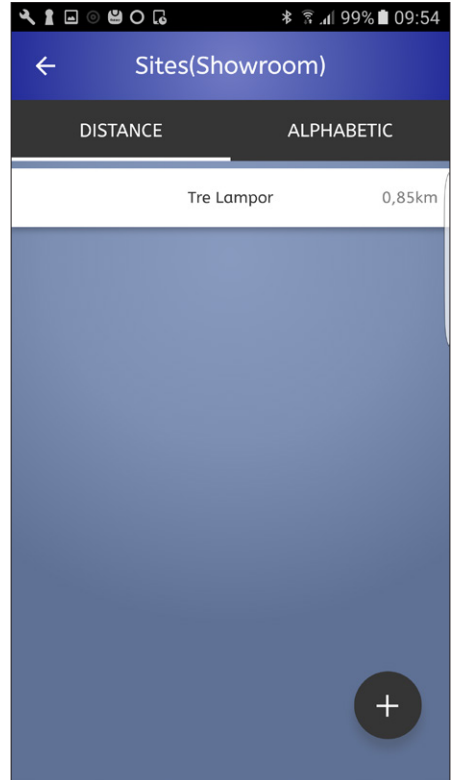 99% 09:54
Sites(Showroom)
DISTANCE ALPHABETIC
Tre Lampor 0,85km
+